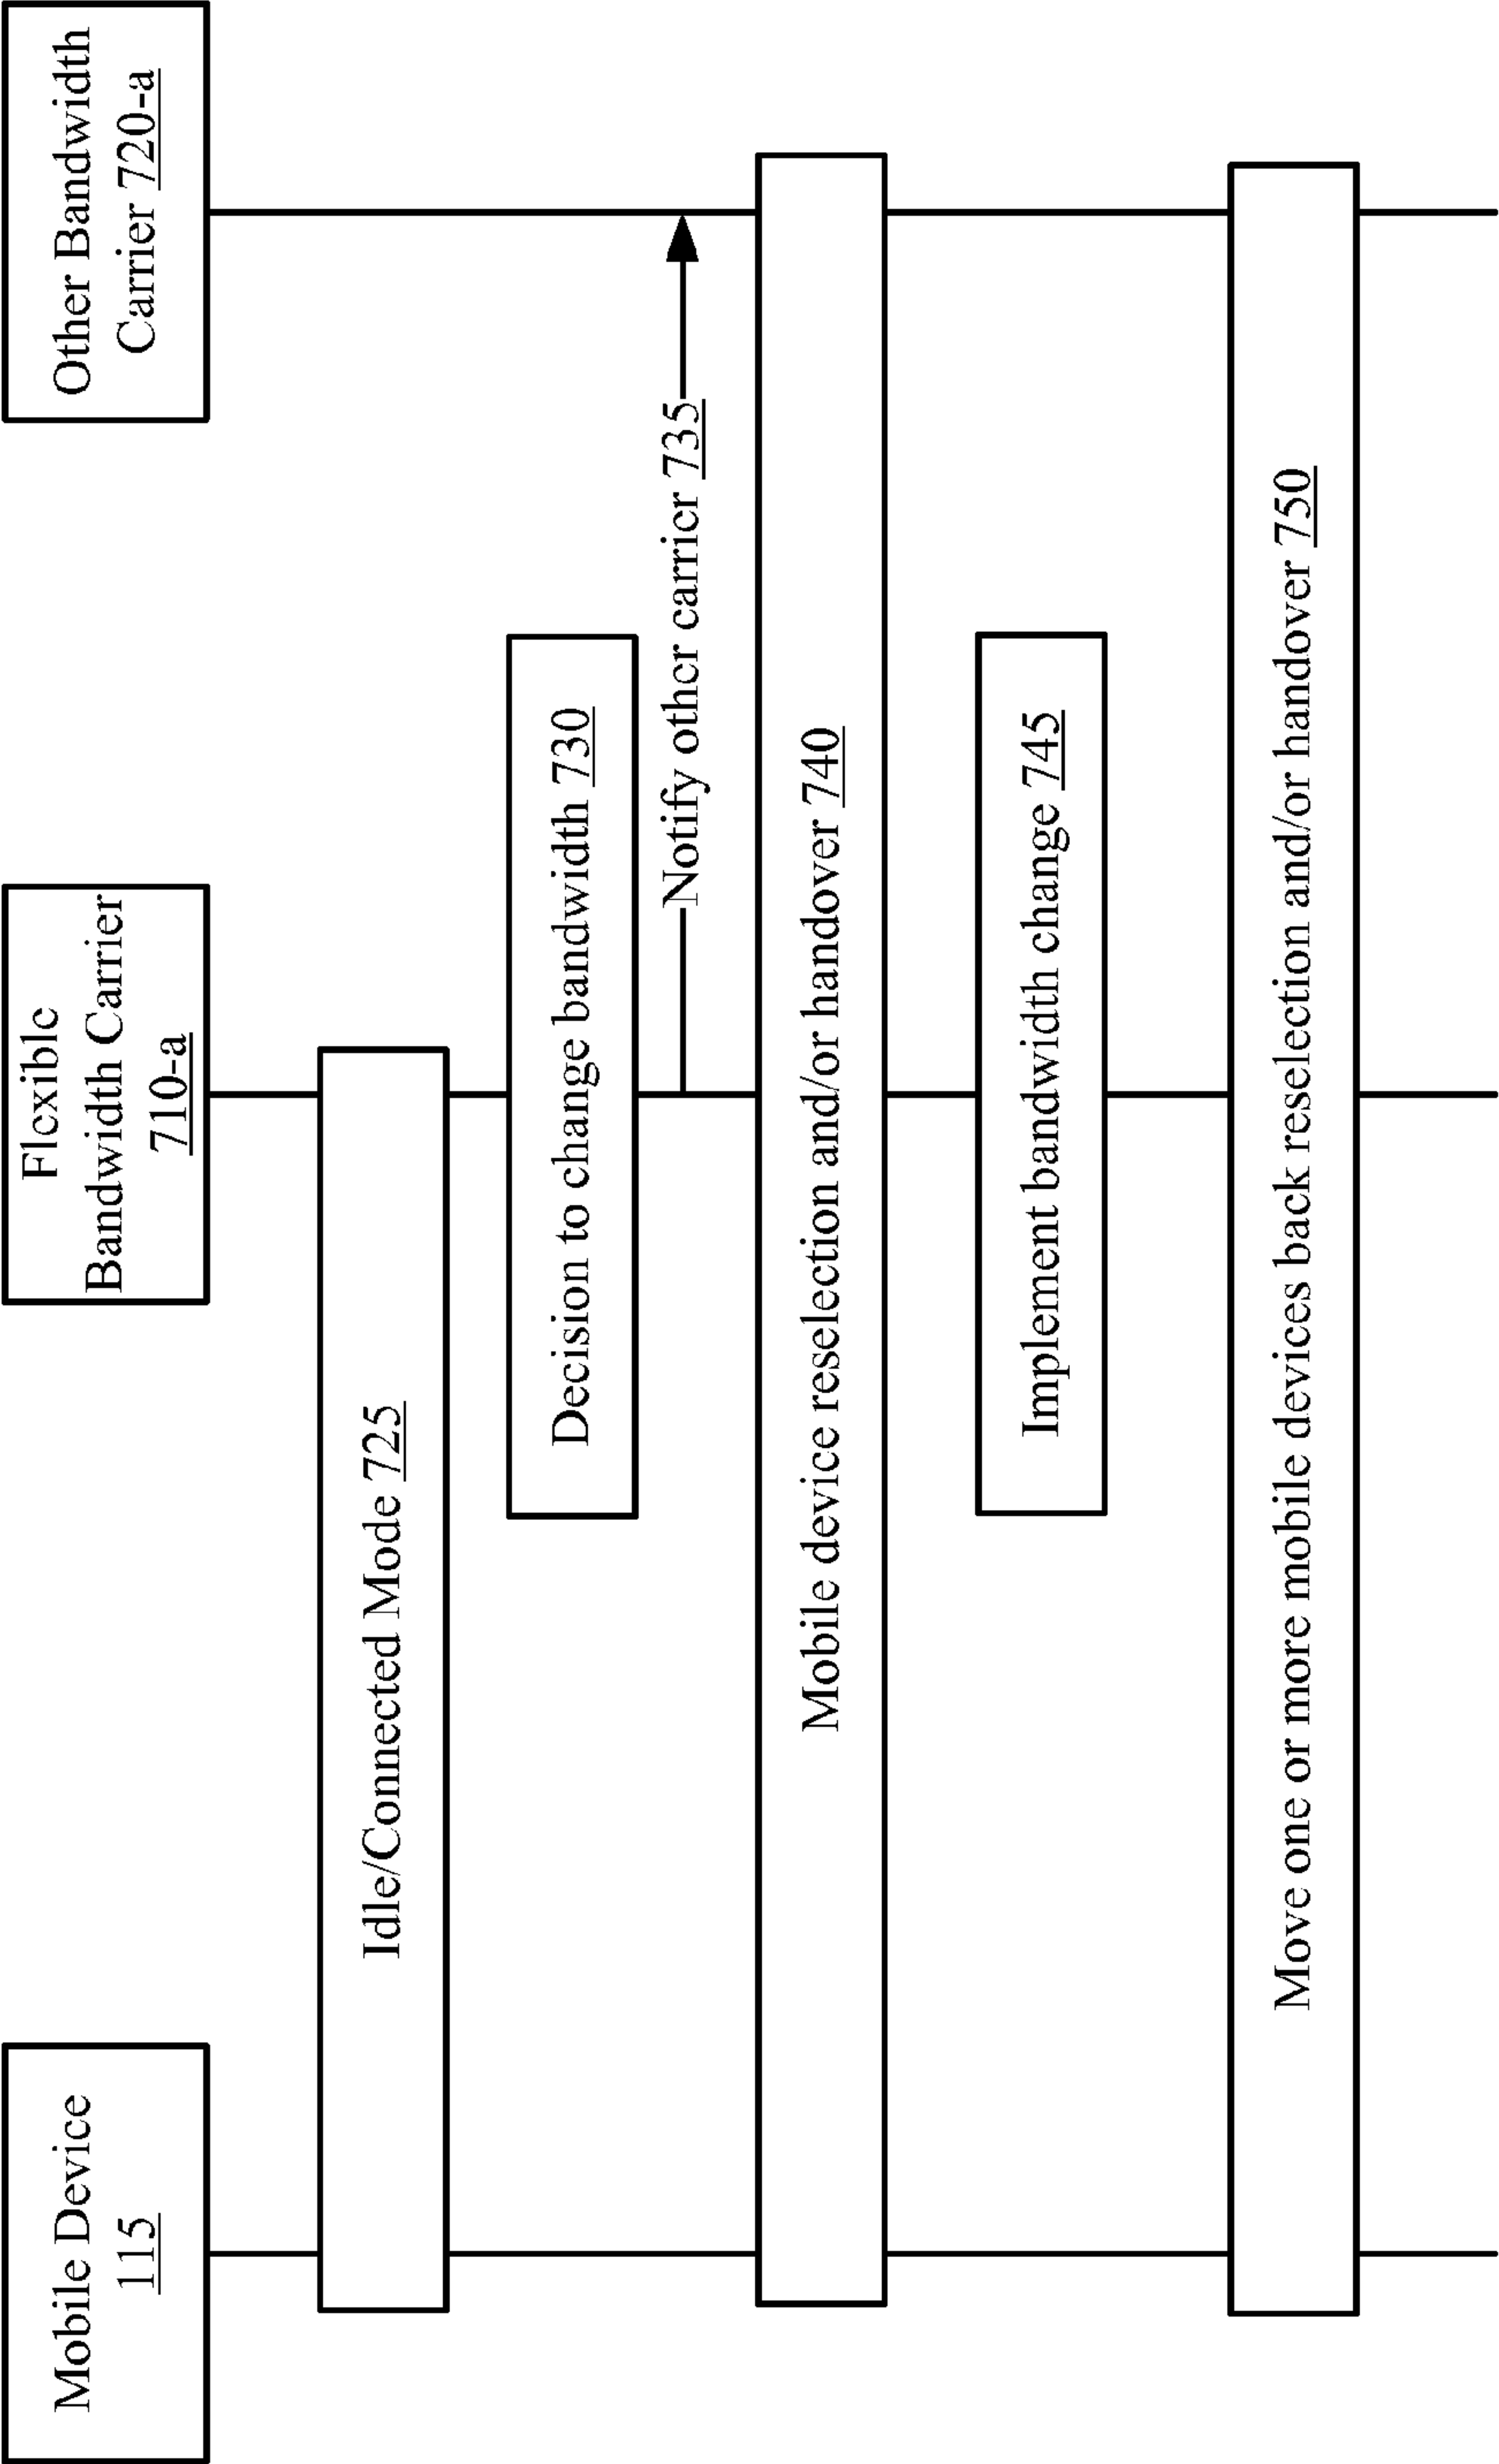 Mobile Device
115
Flexible
Bandwidth Carrier
710-a
Other Bandwidth
Carrier 720-a
Idle/Connected Mode 725
Decision to change bandwidth 730
Notify other carrier 735
Mobile device reselection and/or handover 740
Implement bandwidth change 745
Move one or more mobile devices back reselection and/or handover 750